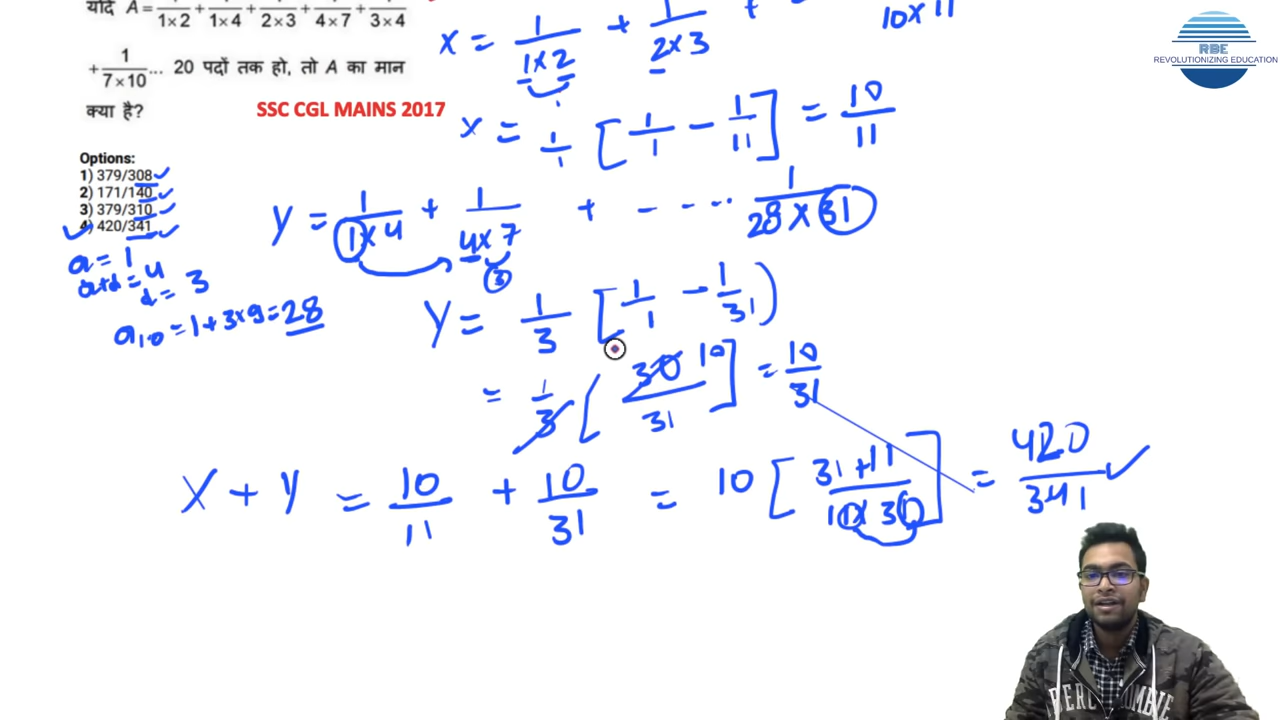 यदि A = 1/1×2 + 1/1×4 + 1/2×3 + 1/4×7 + 1/3×4
+ 1/7×10 ... 20 पदों तक हो, तो A का मान
क्या है?
SSC CGL MAINS 2017
Options:
1) 379/308
2) 171/140
3) 379/310
4) 420/341
a = 1
a+d = 4
d = 3
a10 = 1+3×9 = 28
x = 1/1×2 + 1/2×3 +
10×11
x = 1/1 [1/1 - 1/11] = 10/11
y = 1/1×4 + 1/4×7 + - - ... 1/28×31
3
y = 1/3 [1/1 - 1/31)
= 1/3 [30 10/31] = 10/31
x + y = 10/11 + 10/31 = 10 [31+11/11×31] = 420/341
RBE
REVOLUTIONIZING EDUCATION